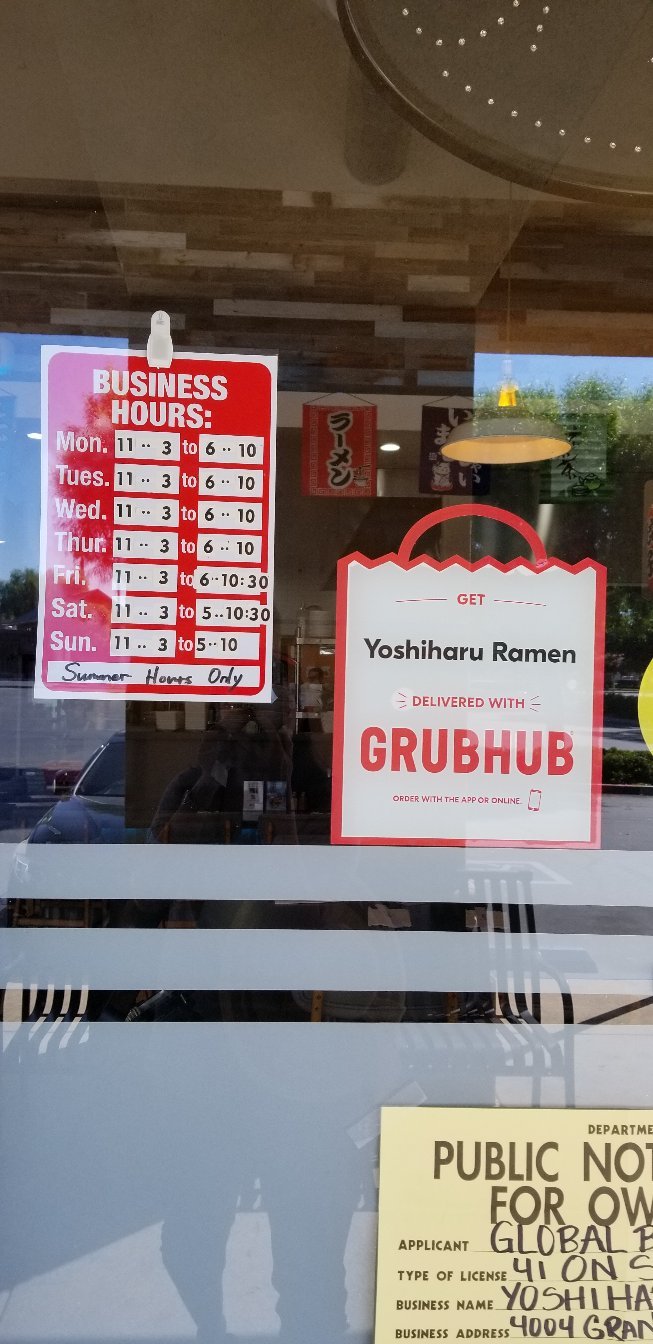 BUSINESS
HOURS:
Mon. 11 -- 3 to 6 -- 10
Tues. 11 -- 3 to 6 -- 10
Wed. 11 -- 3 to 6 -- 10
Thur. 11 -- 3 to 6 -- 10
Fri. 11 -- 3 to 6--10:30
Sat. 11 -- 3 to 5--10:30
Sun. 11 -- 3 to 5--10
Summer Hours Only
ラーメン
GET
Yoshiharu Ramen
DELIVERED WITH
GRUBHUB
ORDER WITH THE APP OR ONLINE.
DEPARTME
PUBLIC NOT
FOR OW
APPLICANT GLOBAL B
TYPE OF LICENSE 41 ON S
BUSINESS NAME YOSHIHA
BUSINESS ADDRESS 4004 GRAN